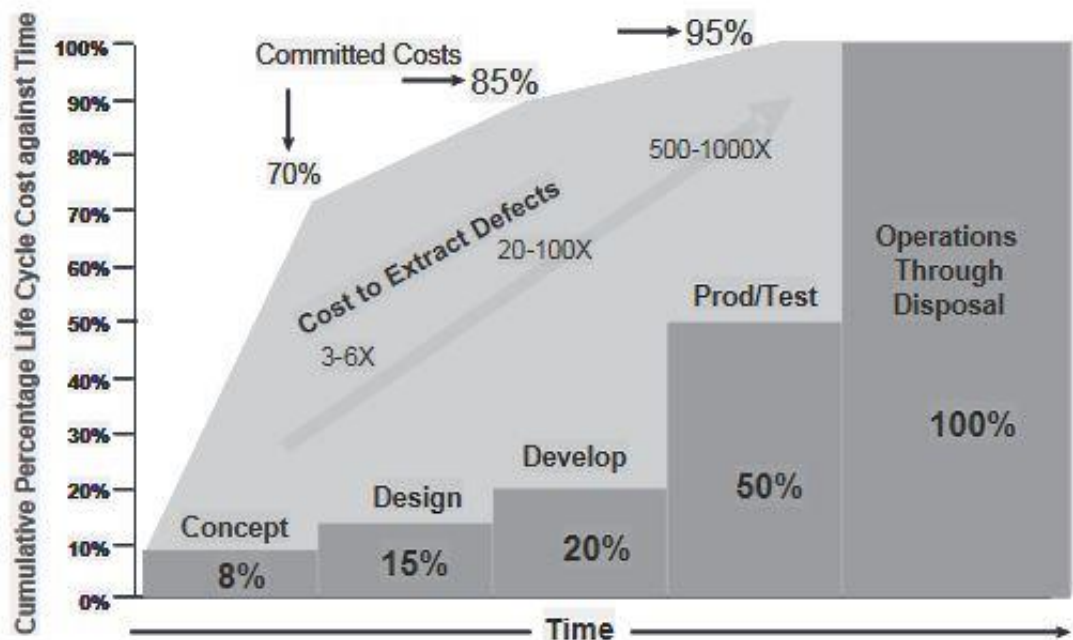 Cumulative Percentage Life Cycle Cost against Time
100%
90%
80%
70%
60%
50%
40%
30%
20%
10%
0%
Committed Costs
70%
85%
95%
Cost to Extract Defects
3-6X
20-100X
500-1000X
Concept
8%
Design
15%
Develop
20%
Prod/Test
50%
Operations
Through
Disposal
100%
Time